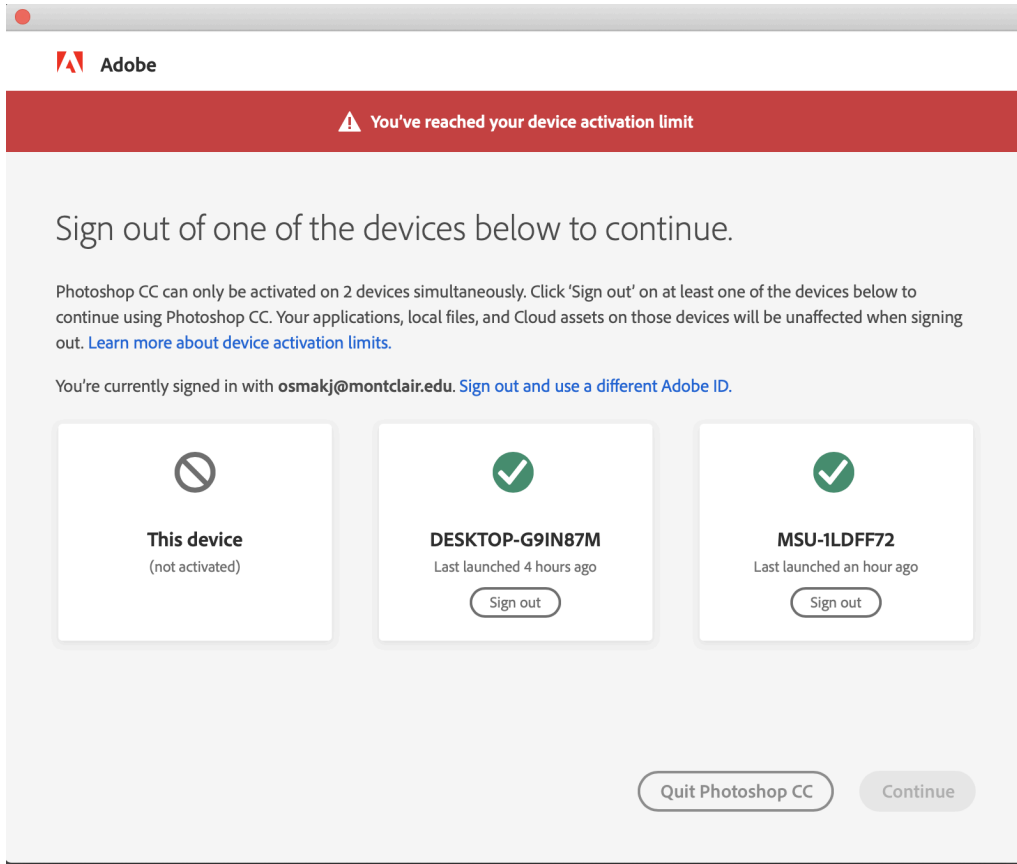 Adobe
You've reached your device activation limit
Sign out of one of the devices below to continue.
Photoshop CC can only be activated on 2 devices simultaneously. Click 'Sign out' on at least one of the devices below to
continue using Photoshop CC. Your applications, local files, and Cloud assets on those devices will be unaffected when signing
out. Learn more about device activation limits.
You're currently signed in with osmakj@montclair.edu. Sign out and use a different Adobe ID.
This device
(not activated)
DESKTOP-G9IN87M
Last launched 4 hours ago
Sign out
MSU-1LDFF72
Last launched an hour ago
Sign out
Quit Photoshop CC
Continue